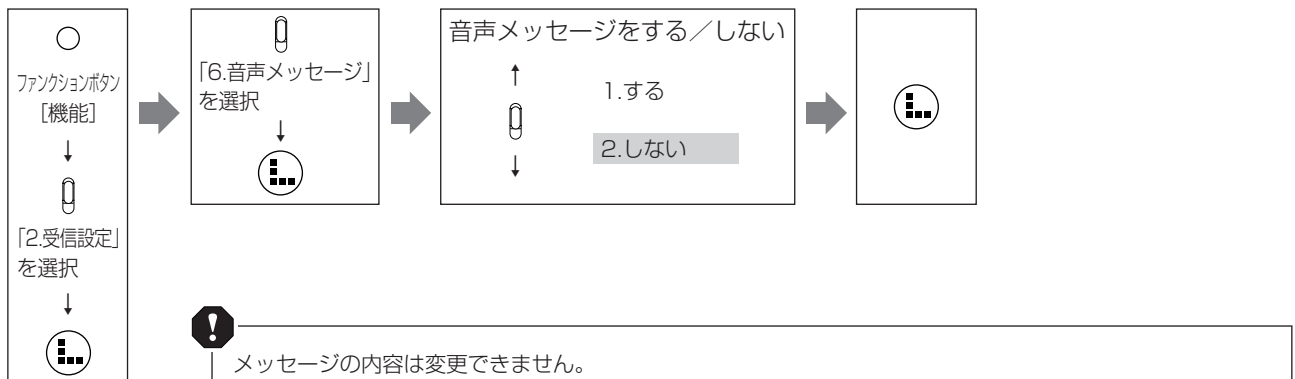 ファンクションボタン
[機能]
↓
「2.受信設定」
を選択
↓
「6.音声メッセージ」
を選択
↓
音声メッセージをする／しない
↑
1.する
2.しない
↓
!
メッセージの内容は変更できません。